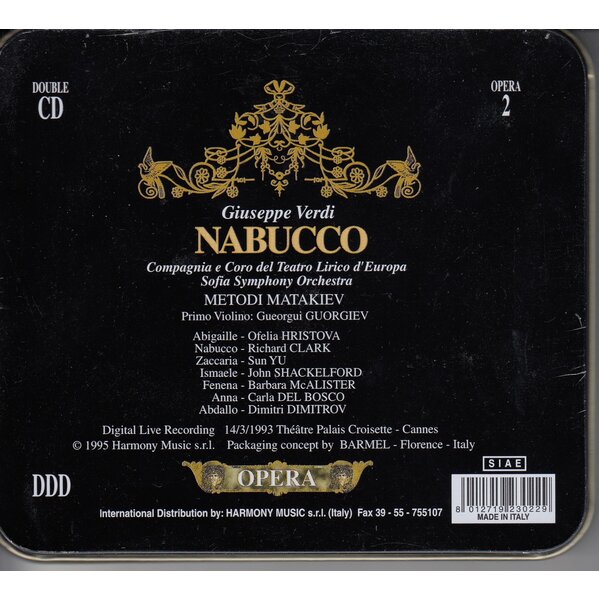 DOUBLE
CD
OPERA
2
Giuseppe Verdi
NABUCCO
Compagnia e Coro del Teatro Lirico d'Europa
Sofia Symphony Orchestra
METODI MATAKIEV
Primo Violino: Gueorgui GUORGIEV
Abigaille - Ofelia HRISTOVA
Nabucco - Richard CLARK
Zaccaria - Sun YU
Ismaele - John SHACKELFORD
Fenena - Barbara McALISTER
Anna - Carla DEL BOSCO
Abdallo - Dimitri DIMITROV
Digital Live Recording 14/3/1993 Théâtre Palais Croisette - Cannes
© 1995 Harmony Music s.r.l. Packaging concept by BARMEL - Florence - Italy
DDD
OPERA
SIAE
8 012719 230229
MADE IN ITALY
International Distribution by: HARMONY MUSIC s.r.l. (Italy) Fax 39 - 55 - 755107